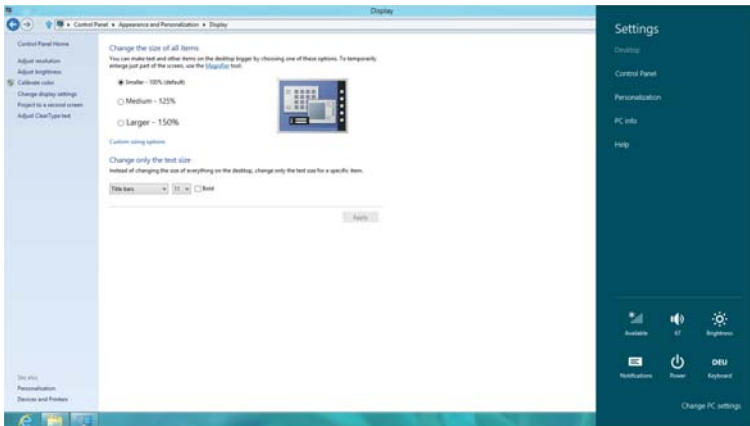 Display
Control Panel ▸ Appearance and Personalization ▸ Display
Control Panel Home
Adjust resolution
Adjust brightness
Calibrate color
Change display settings
Project to a second screen
Adjust ClearType text
See also
Personalization
Devices and Printers
Change the size of all items
You can make text and other items on the desktop bigger by choosing one of these options. To temporarily
enlarge just part of the screen, use the Magnifier tool.
Smaller - 100% (default)
Medium - 125%
Larger - 150%
Custom sizing options
Change only the text size
Instead of changing the size of everything on the desktop, change only the text size for a specific item.
Title bars 11 Bold
Apply
Settings
Desktop
Control Panel
Personalization
PC info
Help
Available 67 Brightness
Notifications Power DEU
Keyboard
Change PC settings